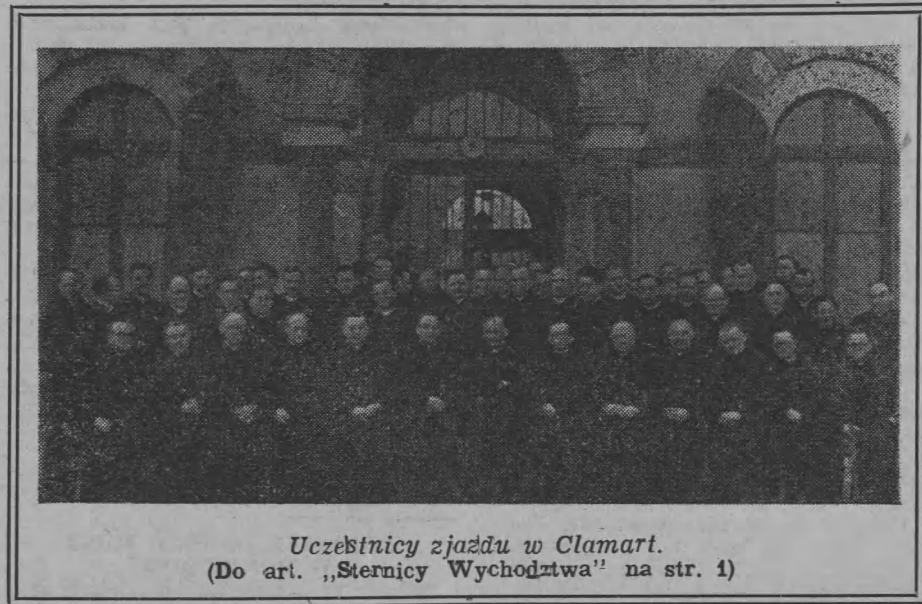 Uczestnicy zjazdu w Clamart.
(Do art. „Sternicy Wychodztwa" na str. 1)